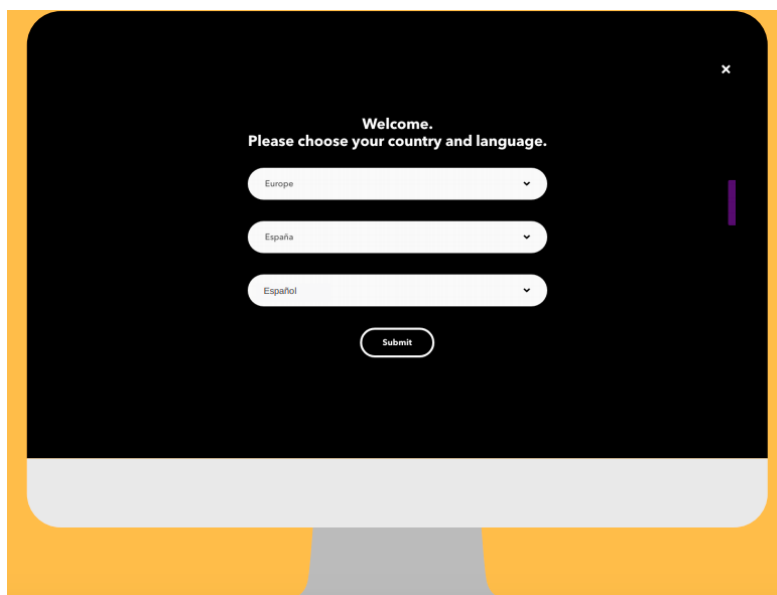 Welcome.
Please choose your country and language.
Europe
España
Español
Submit